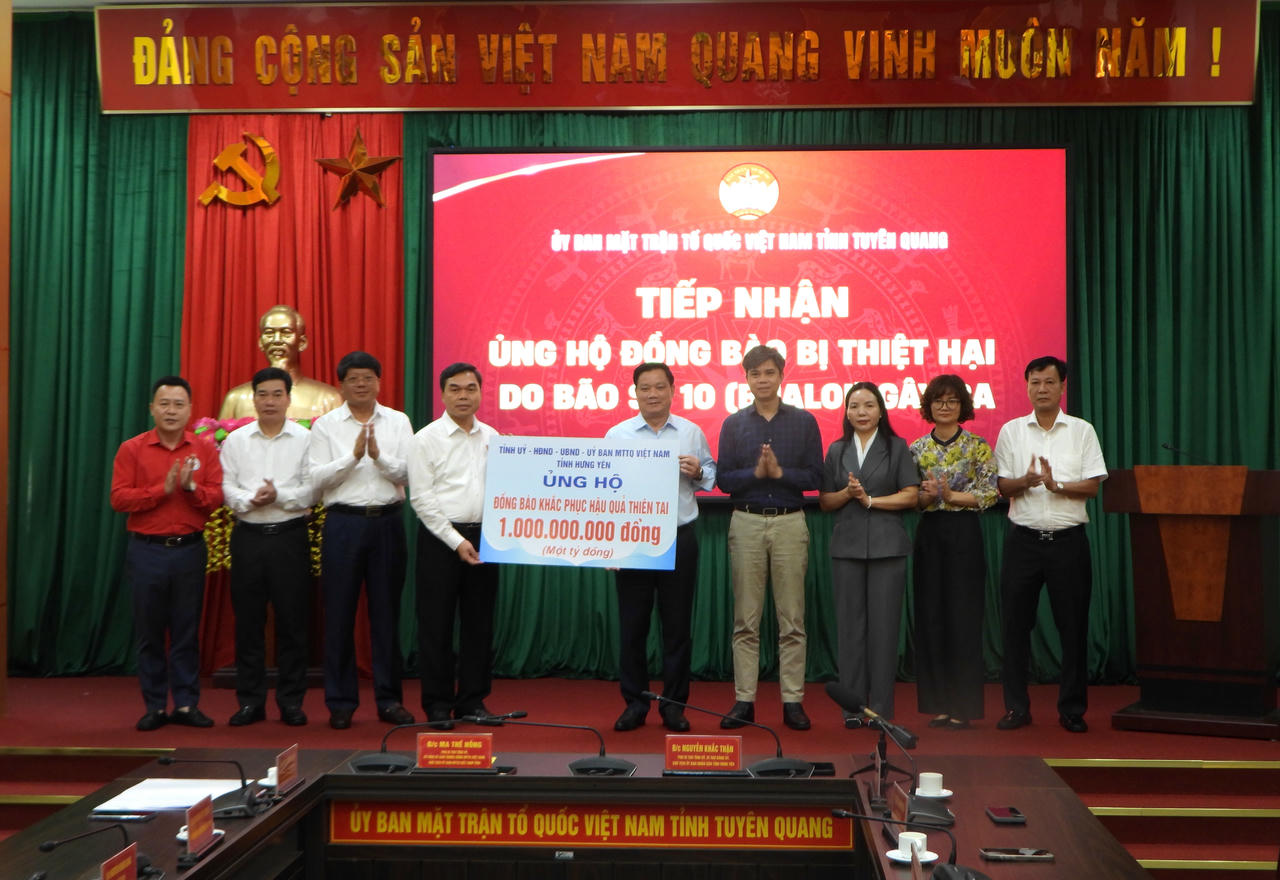 ĐẢNG CỘNG SẢN VIỆT NAM QUANG VINH MUÔN NĂM !
ỦY BAN MẶT TRẬN TỔ QUỐC VIỆT NAM TỈNH TUYÊN QUANG
TIẾP NHẬN
ỦNG HỘ ĐỒNG BÀO BỊ THIỆT HẠI
DO BÃO 10
TỈNH UỶ - HĐND - UBND - UỶ BAN MTTQ VIỆT NAM
TỈNH HƯNG YÊN
ỦNG HỘ
ĐỒNG BÀO KHẮC PHỤC HẬU QUẢ THIÊN TAI
1.000.000.000 đồng
(Một tỷ đồng)
Đ/c MA THẾ HỒNG
Đ/c NGUYỄN KHẮC THẬN
ỦY BAN MẶT TRẬN TỔ QUỐC VIỆT NAM TỈNH TUYÊN QUANG